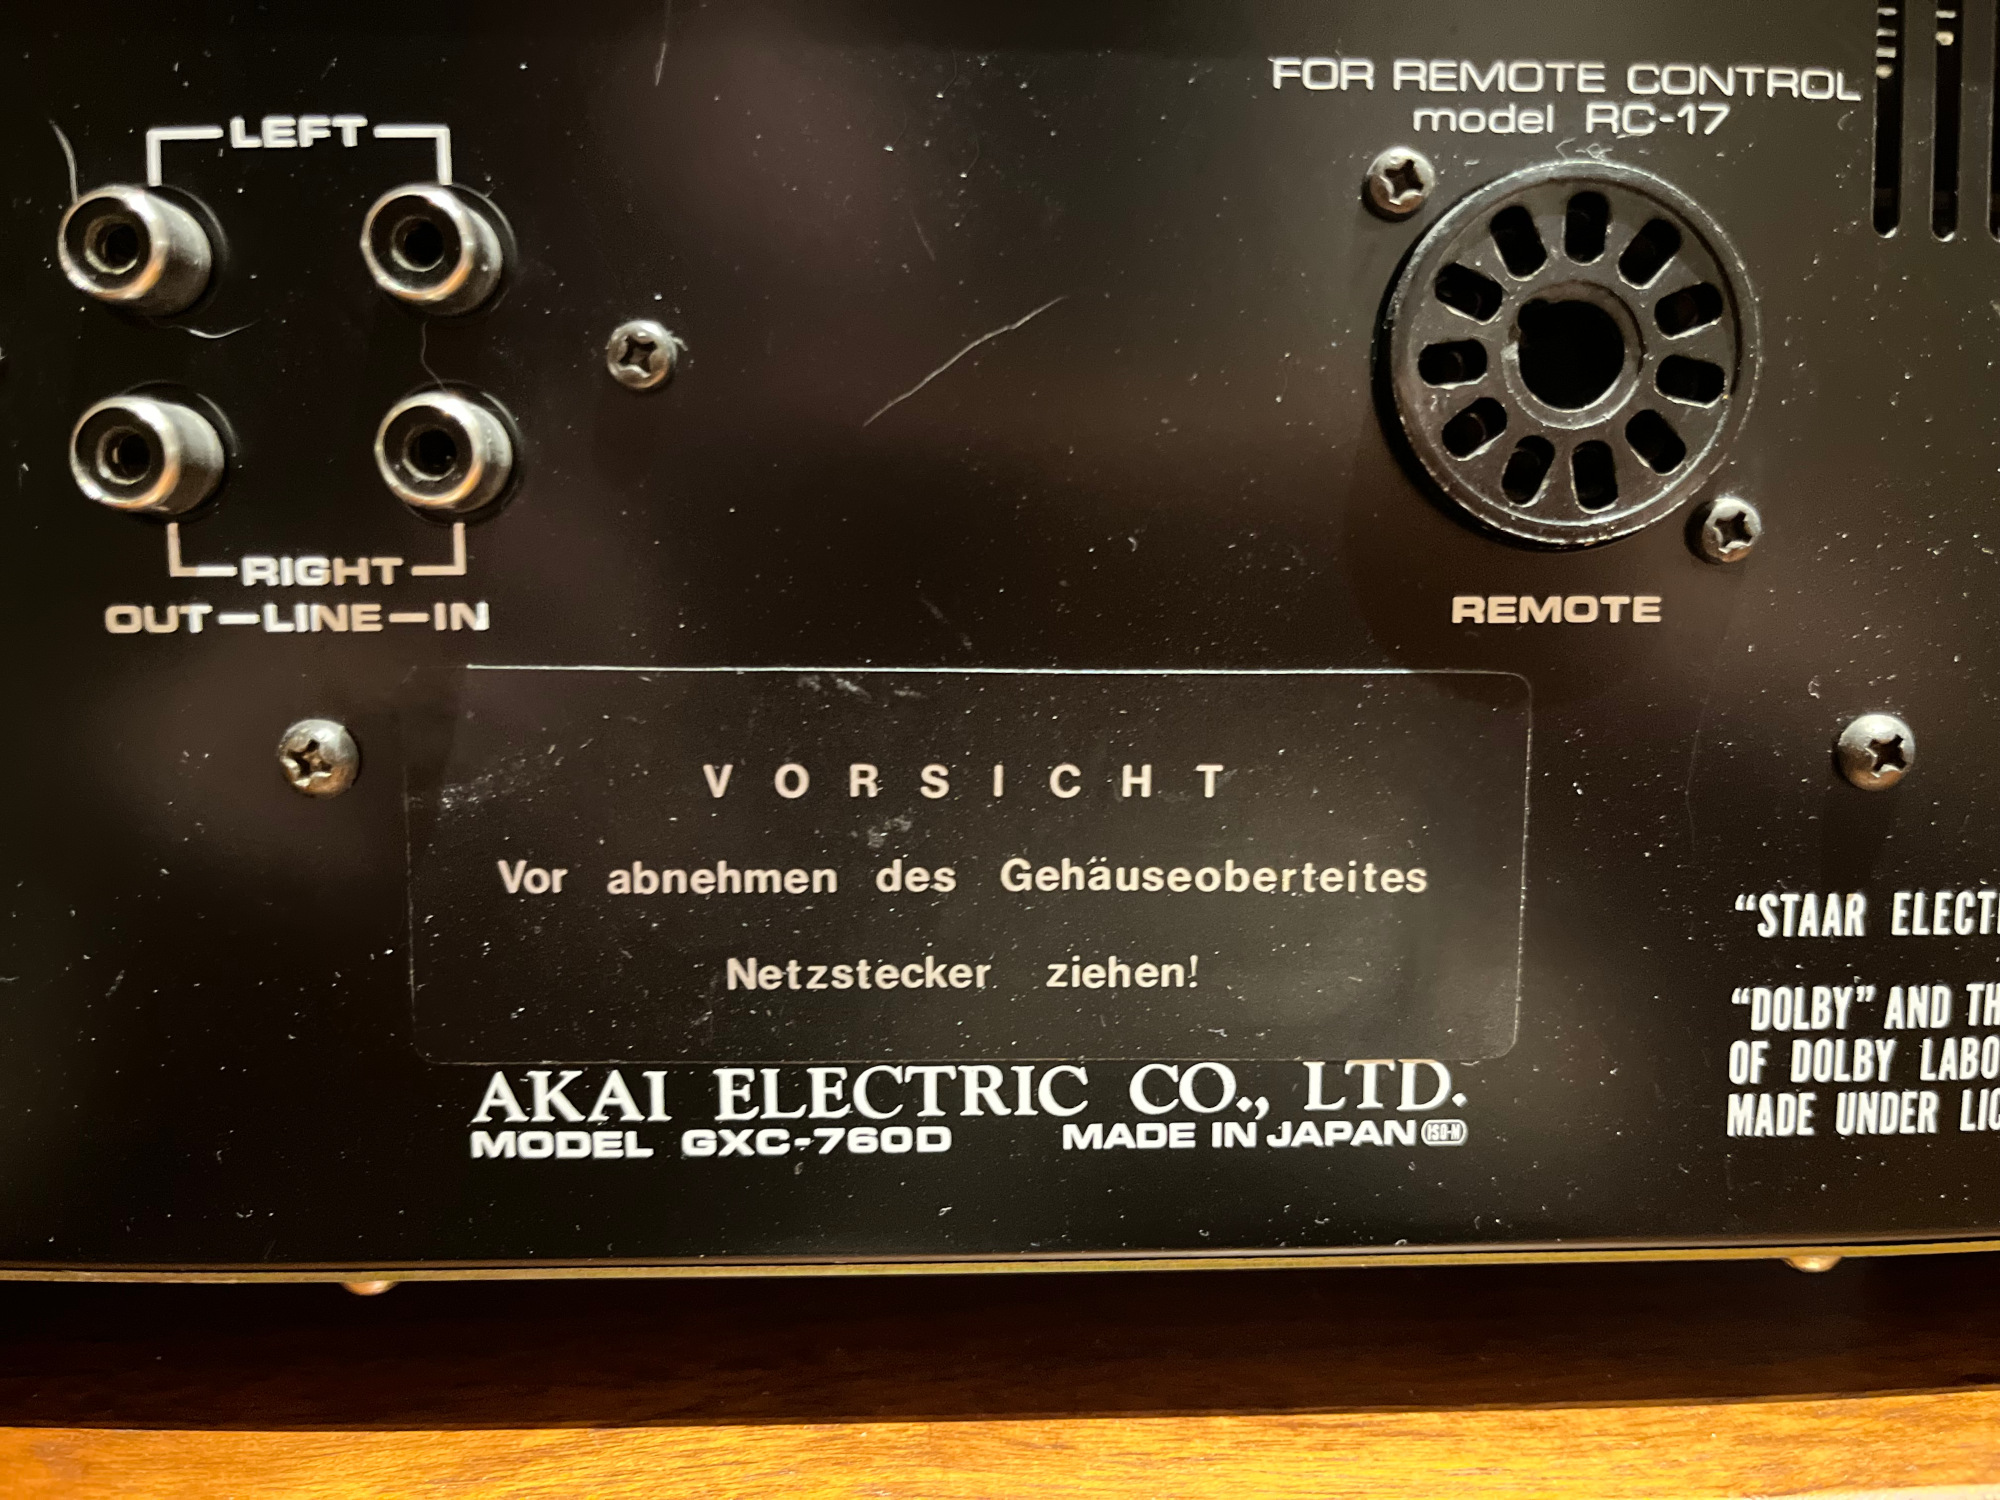 FOR REMOTE CONTROL
model RC-17
LEFT
RIGHT
OUT-LINE-IN
REMOTE
VORSICHT
Vor abnehmen des Gehäuseoberteites
Netzstecker ziehen!
AKAI ELECTRIC CO., LTD.
MODEL GXC-760D MADE IN JAPAN
"STAAR
"DOLBY" AND
OF DOLBY
MADE UNDER